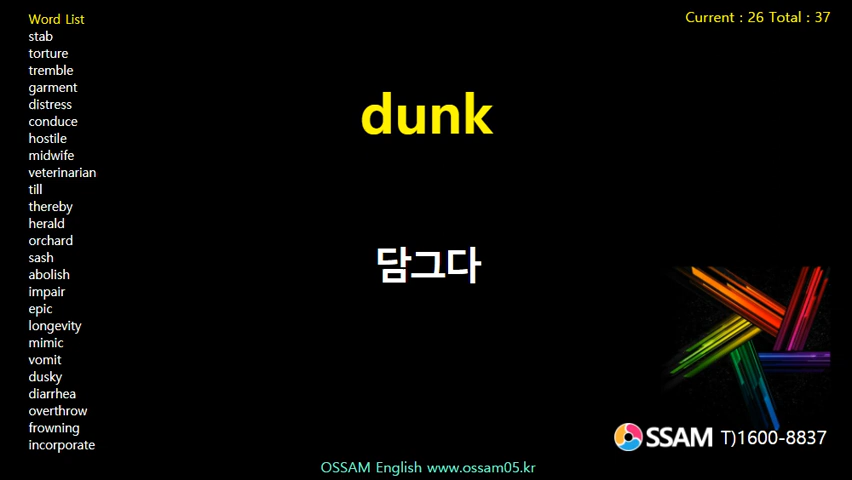 Word List
stab
torture
tremble
garment
distress
conduce
hostile
midwife
veterinarian
till
thereby
herald
orchard
sash
abolish
impair
epic
longevity
mimic
vomit
dusky
diarrhea
overthrow
frowning
incorporate
Current : 26 Total : 37
dunk
담그다
OSSAM T)1600-8837
OSSAM English www.ossam05.kr